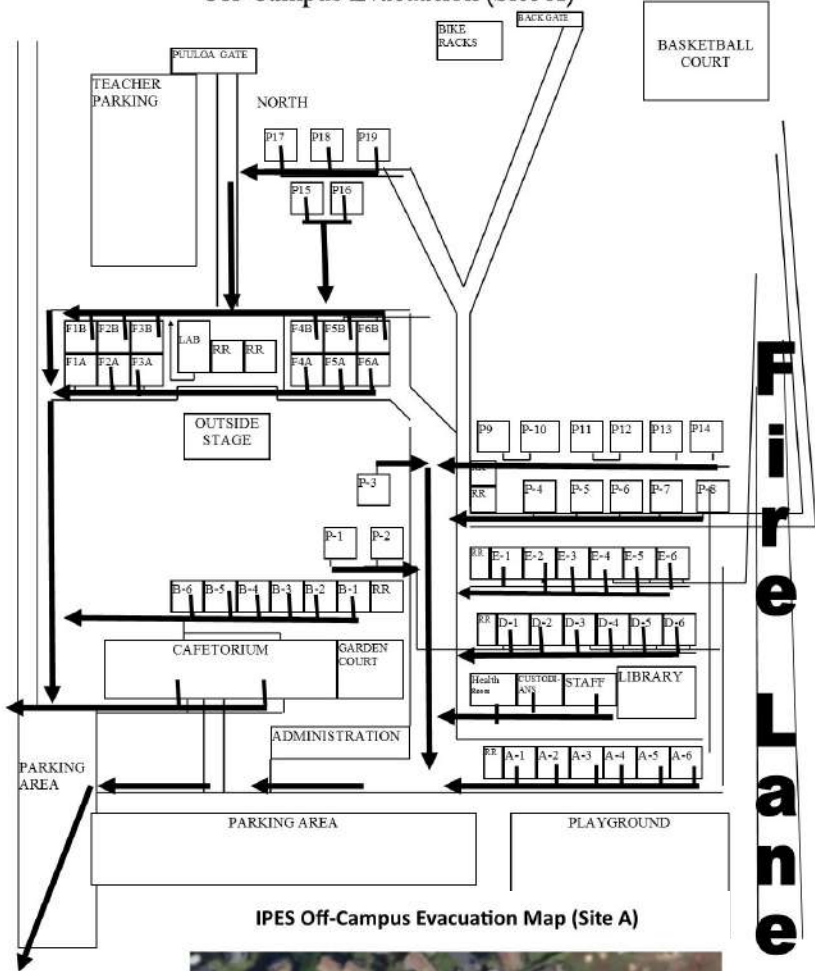 Off-Campus Evacuation (Site A)
BACK GATE
BIKE
RACKS
BASKETBALL
COURT
PUULOA GATE
TEACHER
PARKING
NORTH
P17 P18 P19
P15 P16
F1B F2B F3B
LAB
RR RR
F4B F5B F6B
F1A F2A F3A
F4A F5A F6A
OUTSIDE
STAGE
P9 P-10 P11 P12 P13 P14
P-3
RR
P-4 P-5 P-6 P-7 P-8
P-1 P-2
RR E-1 E-2 E-3 E-4 E-5 E-6
B-6 B-5 B-4 B-3 B-2 B-1 RR
RR D-1 D-2 D-3 D-4 D-5 D-6
CAFETORIUM
GARDEN
COURT
Health
Room
CUSTODI-
ANS
STAFF
LIBRARY
ADMINISTRATION
RR A-1 A-2 A-3 A-4 A-5 A-6
PARKING
AREA
PARKING AREA
PLAYGROUND
Fire Lane
IPES Off-Campus Evacuation Map (Site A)